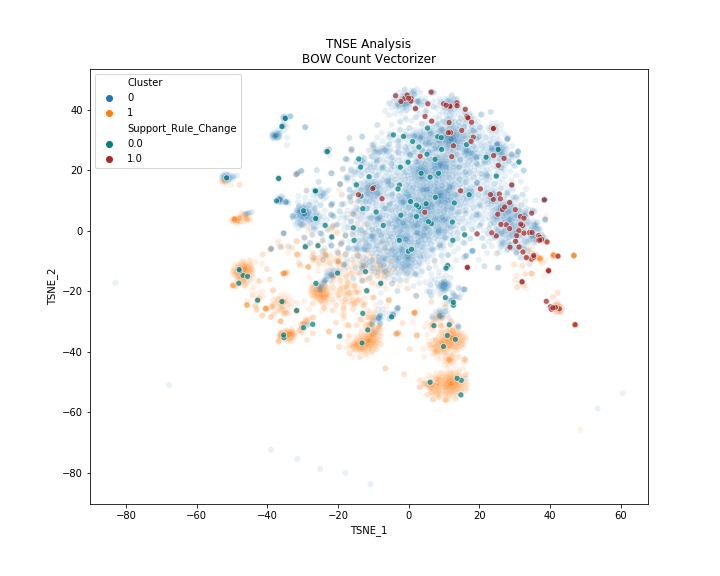 TNSE Analysis
BOW Count Vectorizer
Cluster
0
1
Support_Rule_Change
0.0
1.0
40
20
0
−20
−40
−60
−80
TSNE_2
−80 −60 −40 −20 0 20 40 60
TSNE_1